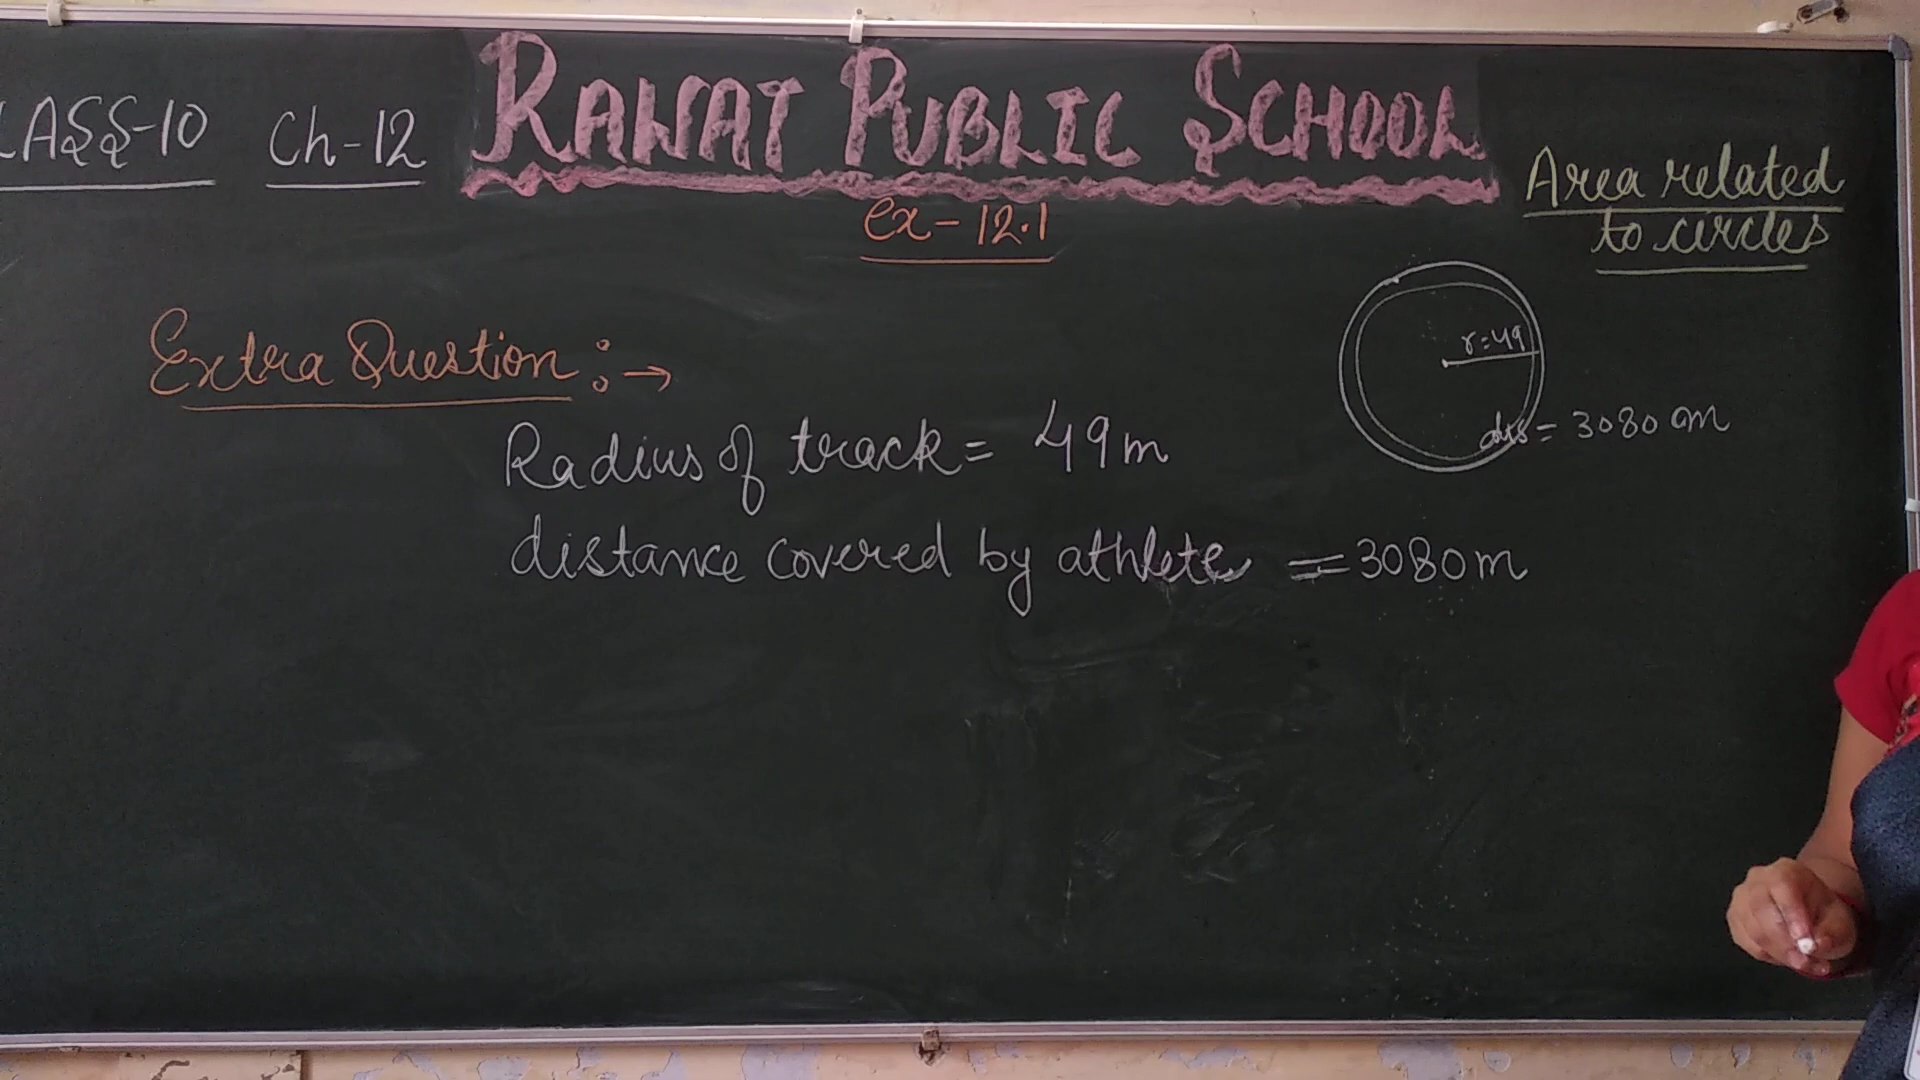 LASS-10 Ch-12 RAWAT PUBLIC SCHOOL
Area related
to circles
ex-12.1
Extra Question :→
r=49
dis = 3080 cm
Radius of track = 49m
distance covered by athlete = 3080m